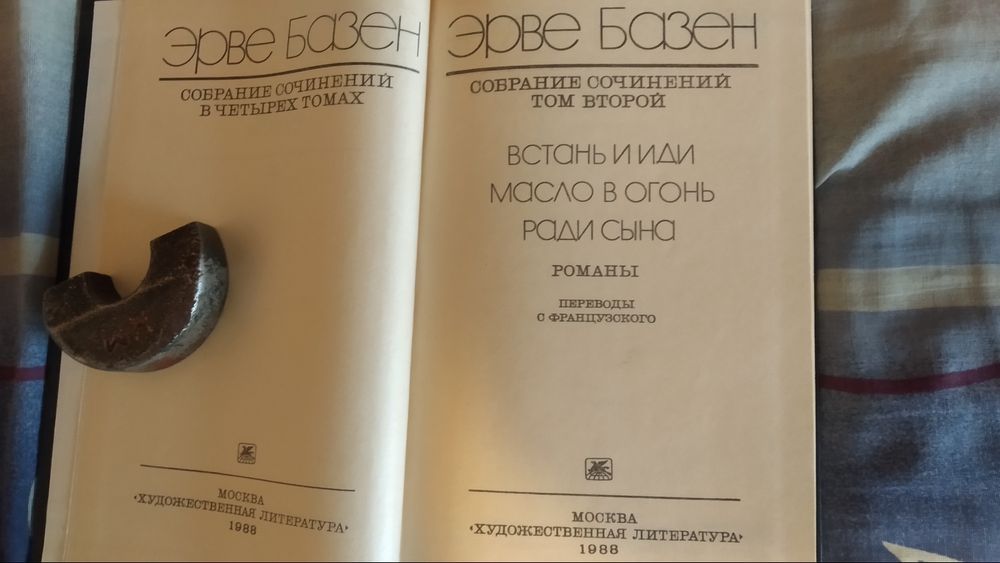 Эрве Базен
СОБРАНИЕ СОЧИНЕНИЙ
В ЧЕТЫРЕХ ТОМАХ
МОСКВА
«ХУДОЖЕСТВЕННАЯ ЛИТЕРАТУРА»
1988
Эрве Базен
СОБРАНИЕ СОЧИНЕНИЙ
ТОМ ВТОРОЙ
ВСТАНЬ И ИДИ
МАСЛО В ОГОНЬ
РАДИ СЫНА
РОМАНЫ
ПЕРЕВОДЫ
С ФРАНЦУЗСКОГО
МОСКВА
«ХУДОЖЕСТВЕННАЯ ЛИТЕРАТУРА»
1988